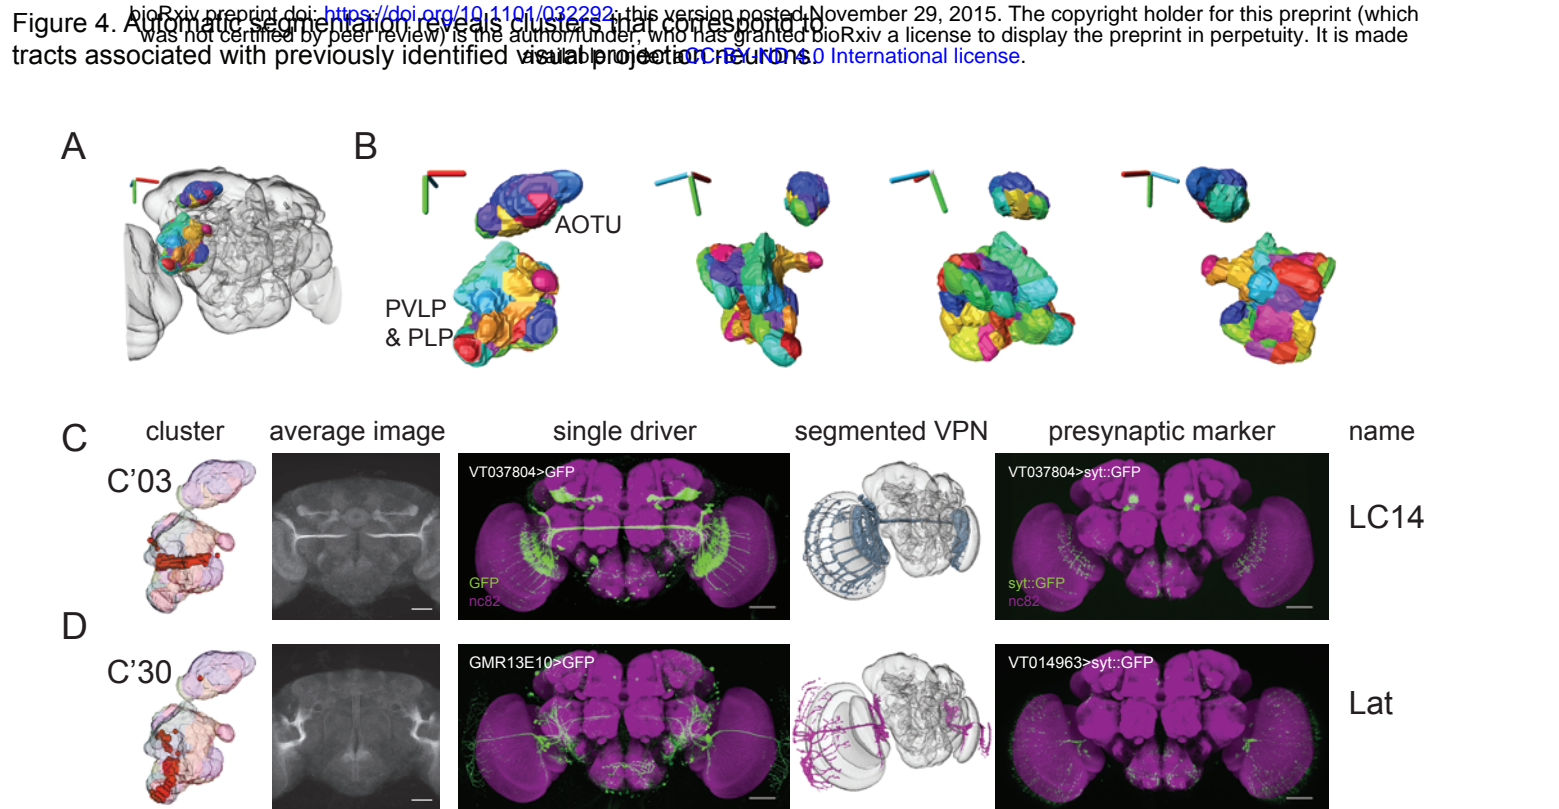 bioRxiv preprint doi: https://doi.org/10.1101/032292; this version posted November 29, 2015. The copyright holder for this preprint (which
Figure 4. Automatic segmentation reveals clusters that correspond to
was not certified by peer review) is the author/funder, who has granted bioRxiv a license to display the preprint in perpetuity. It is made
tracts associated with previously identified visual projection neurons.
available under aCC-BY-ND 4.0 International license.
A
B
AOTU
PVLP
& PLP
C
cluster
average image
single driver
segmented VPN
presynaptic marker
name
C'03
VT037804>GFP
GFP
nc82
VT037804>syt::GFP
syt::GFP
nc82
LC14
D
C'30
GMR13E10>GFP
VT014963>syt::GFP
Lat